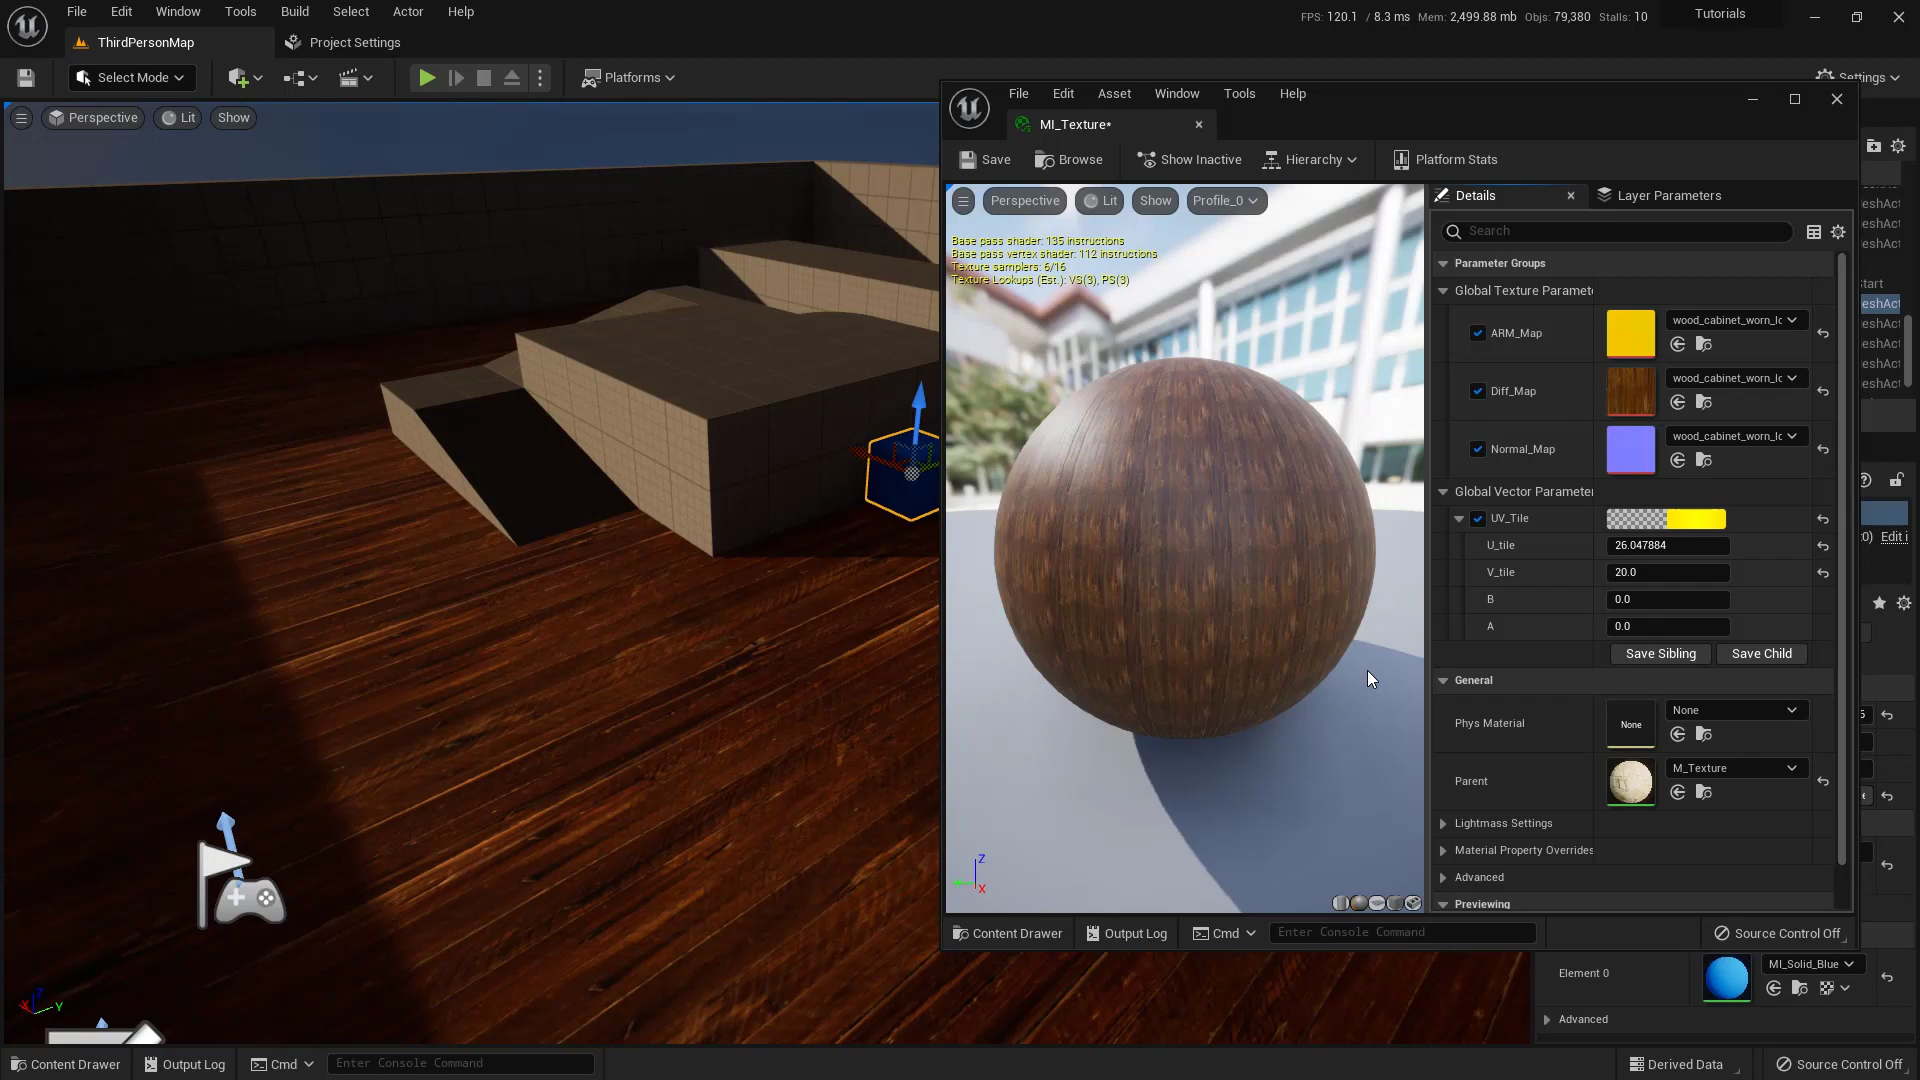 File Edit Window Tools Build Select Actor Help
FPS: 120.1 / 8.3 ms Mem: 2,499.88 mb Objs: 79,380 Stalls: 10
Tutorials
ThirdPersonMap
Project Settings
Select Mode
Platforms
Settings
Perspective Lit Show
File Edit Asset Window Tools Help
MI_Texture*
Save Browse Show Inactive Hierarchy Platform Stats
Perspective Lit Show Profile_0
Base pass shader: 135 instructions
Base pass vertex shader: 112 instructions
Texture samplers: 6/16
Texture Lookups (Est.): VS(3), PS(3)
Details
Layer Parameters
Search
Parameter Groups
Global Texture Paramete
ARM_Map wood_cabinet_worn_lc
Diff_Map wood_cabinet_worn_lc
Normal_Map wood_cabinet_worn_lc
Global Vector Parameter
UV_Tile
U_tile 26.047884
V_tile 20.0
B 0.0
A 0.0
Save Sibling Save Child
General
Phys Material None None
Parent M_Texture
Lightmass Settings
Material Property Overrides
Advanced
Previewing
Z
X
Content Drawer Output Log Cmd Enter Console Command Source Control Off
eshAct
eshAct
eshAct
Start
eshAct
eshAct
eshAct
eshAct
eshAct
Edit i
Element 0 MI_Solid_Blue
Advanced
X Z Y
Content Drawer Output Log Cmd Enter Console Command Derived Data Source Control Off